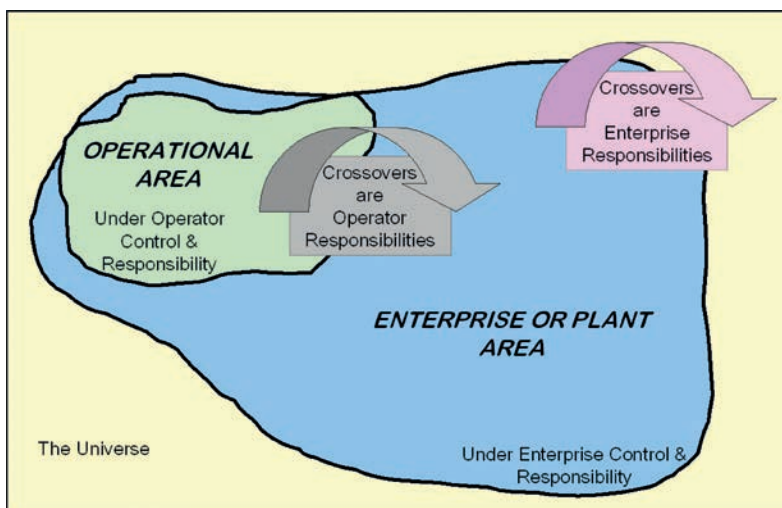 Crossovers
are
Enterprise
Responsibilities
OPERATIONAL
AREA
Under Operator
Control &
Responsibility
Crossovers
are
Operator
Responsibilities
ENTERPRISE OR PLANT
AREA
The Universe
Under Enterprise Control &
Responsibility